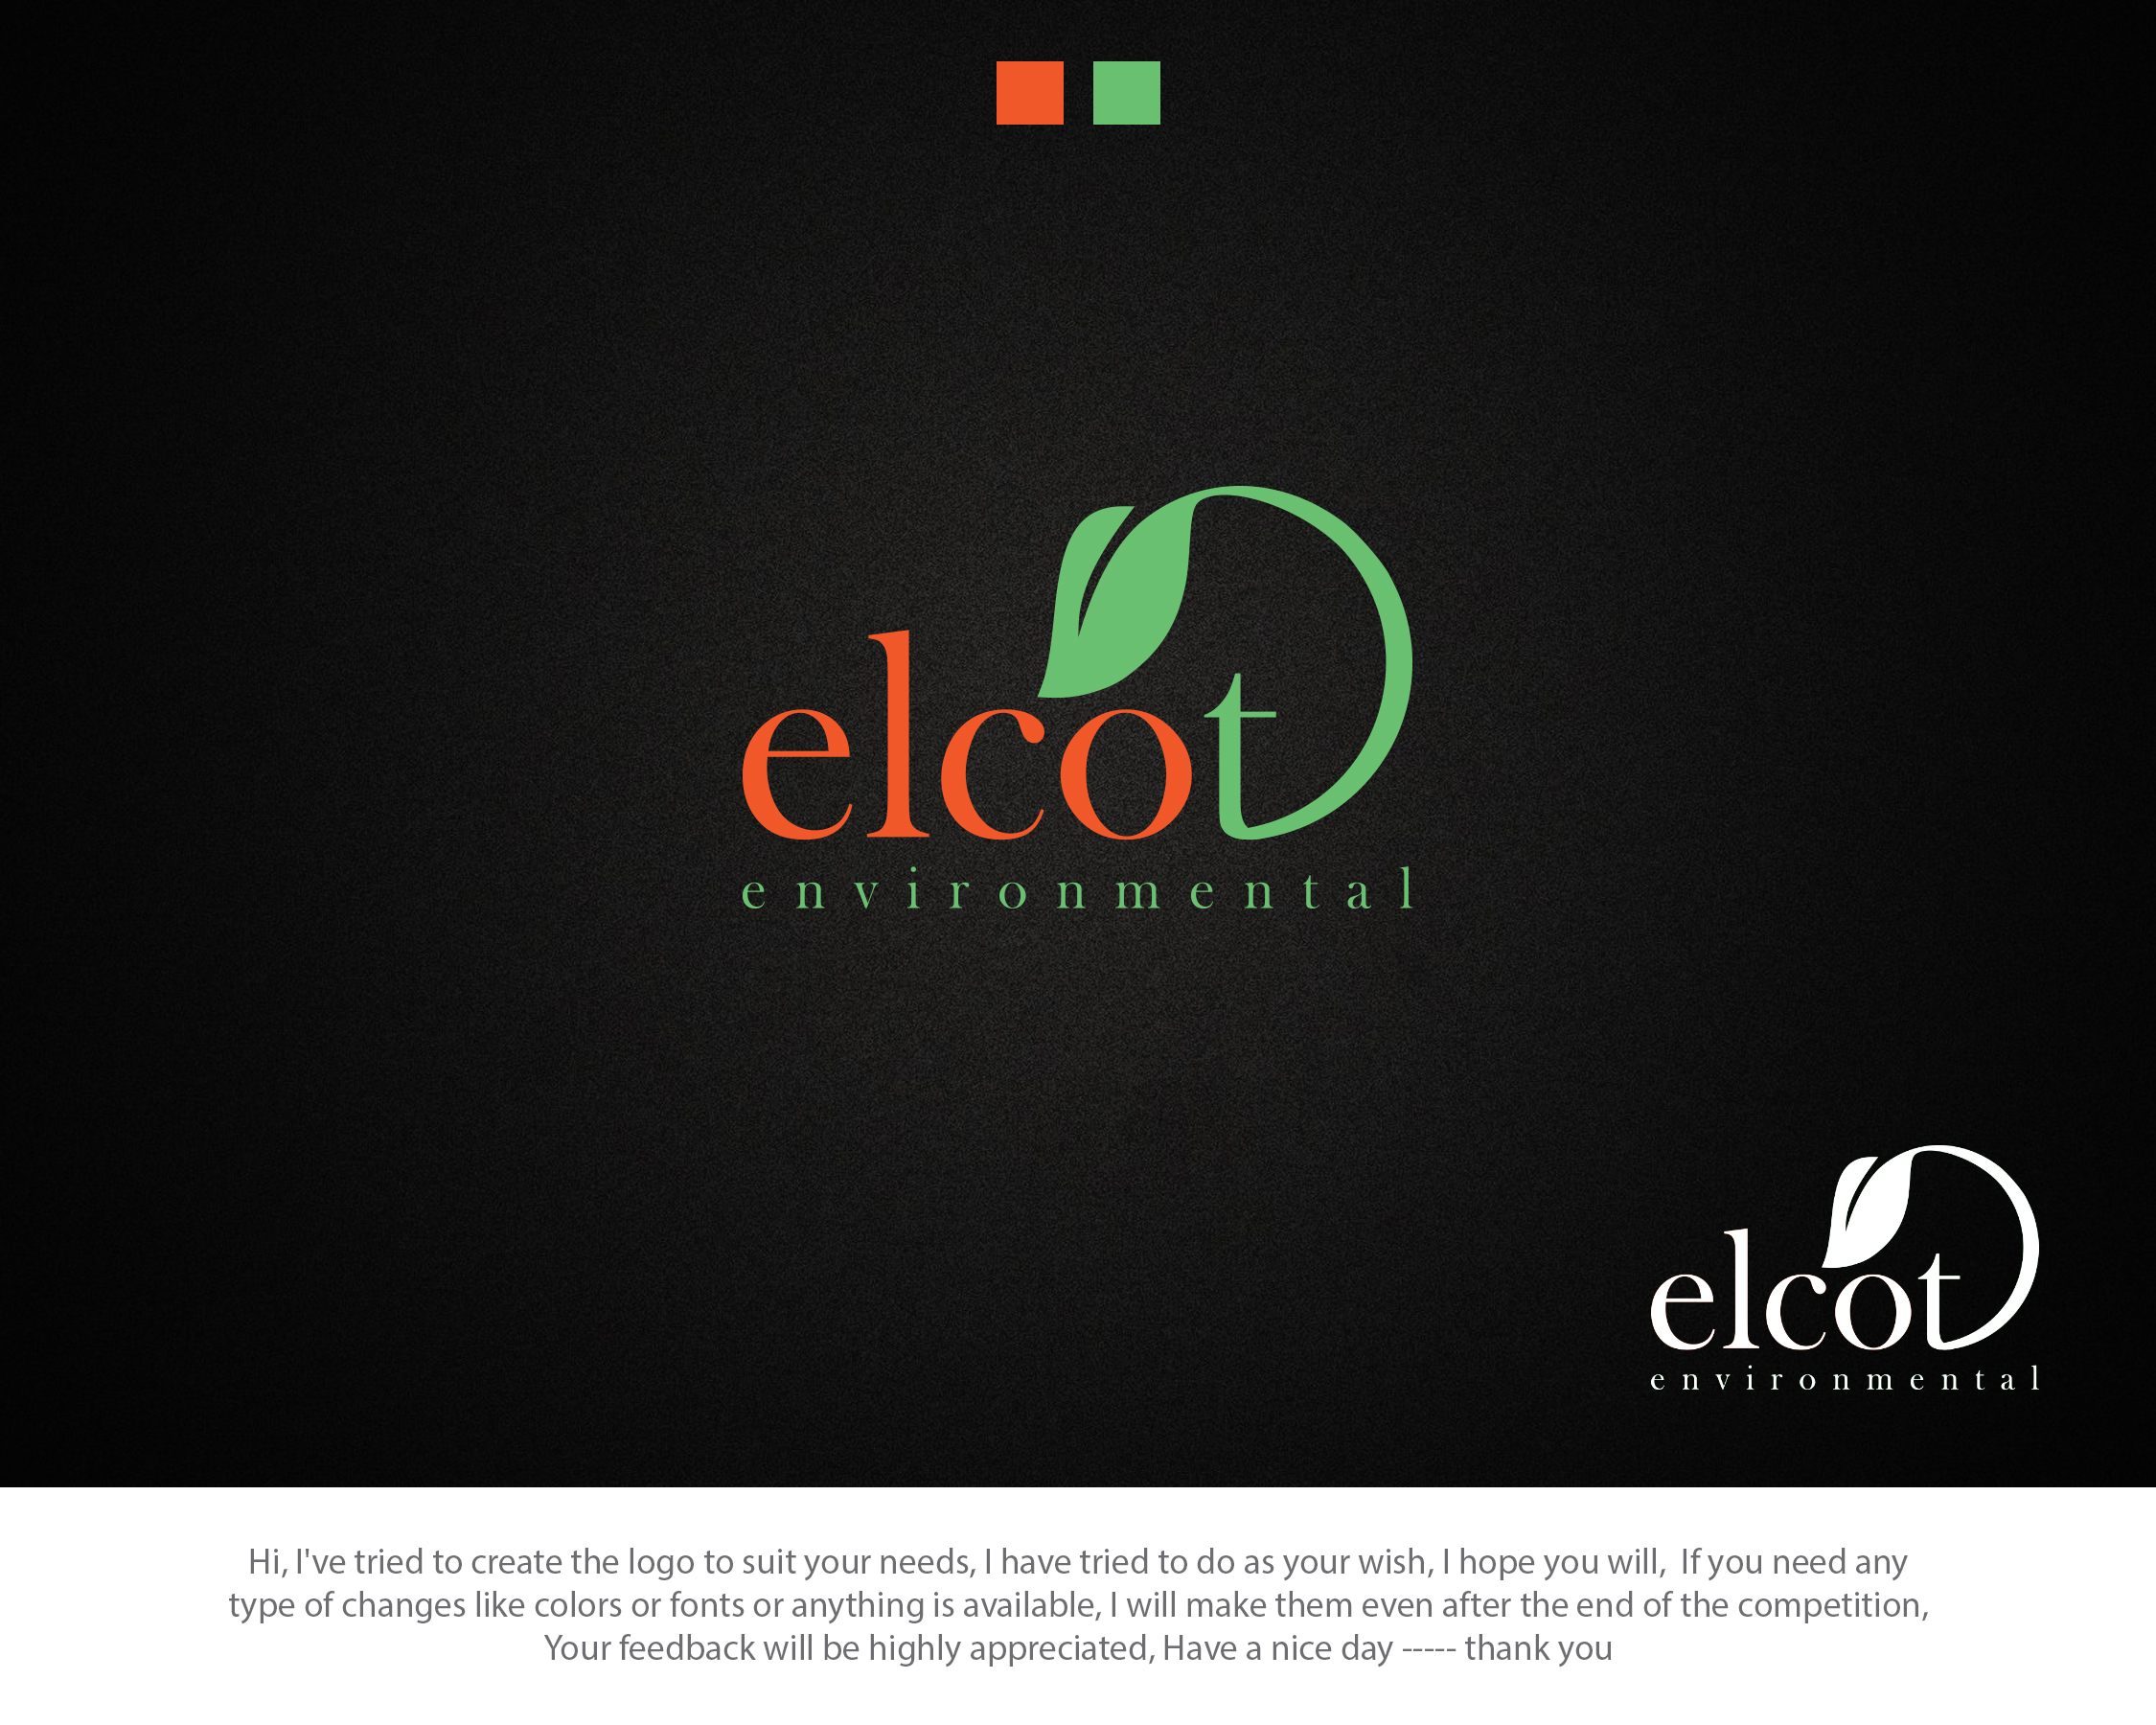 elcot
environmental
elcot
environmental
Hi, I've tried to create the logo to suit your needs, I have tried to do as your wish, I hope you will,  If you need any
type of changes like colors or fonts or anything is available, I will make them even after the end of the competition,
Your feedback will be highly appreciated, Have a nice day ----- thank you